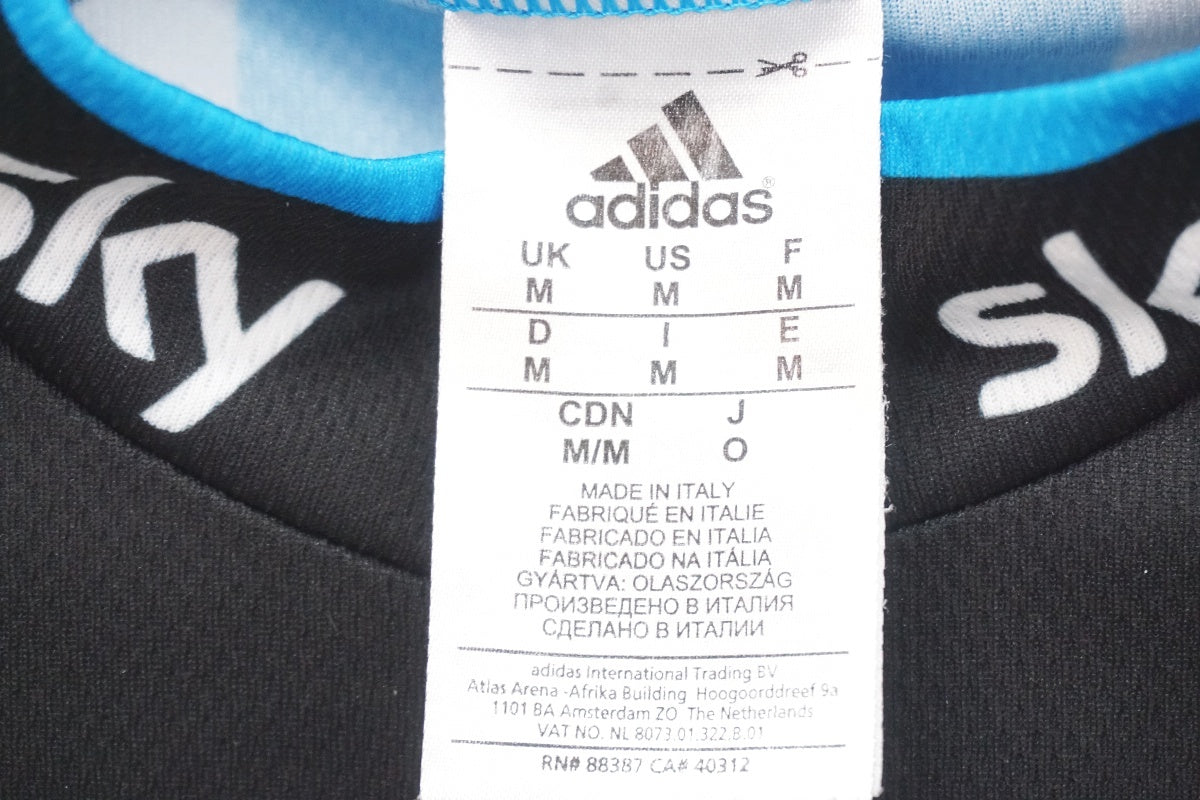 sky
sk
adidas®
UK US F
M M M
D I E
M M M
CDN J
M/M O
MADE IN ITALY
FABRIQUÉ EN ITALIE
FABRICADO EN ITALIA
FABRICADO NA ITÁLIA
GYÁRTVA: OLASZORSZÁG
ПРОИЗВЕДЕНО В ИТАЛИЯ
СДЕЛАНО В ИТАЛИИ
adidas International Trading BV
Atlas Arena -Afrika Building Hoogoorddreef 9a
1101 BA Amsterdam ZO The Netherlands
VAT NO. NL 8073.01.322.B.01
RN# 88387 CA# 40312